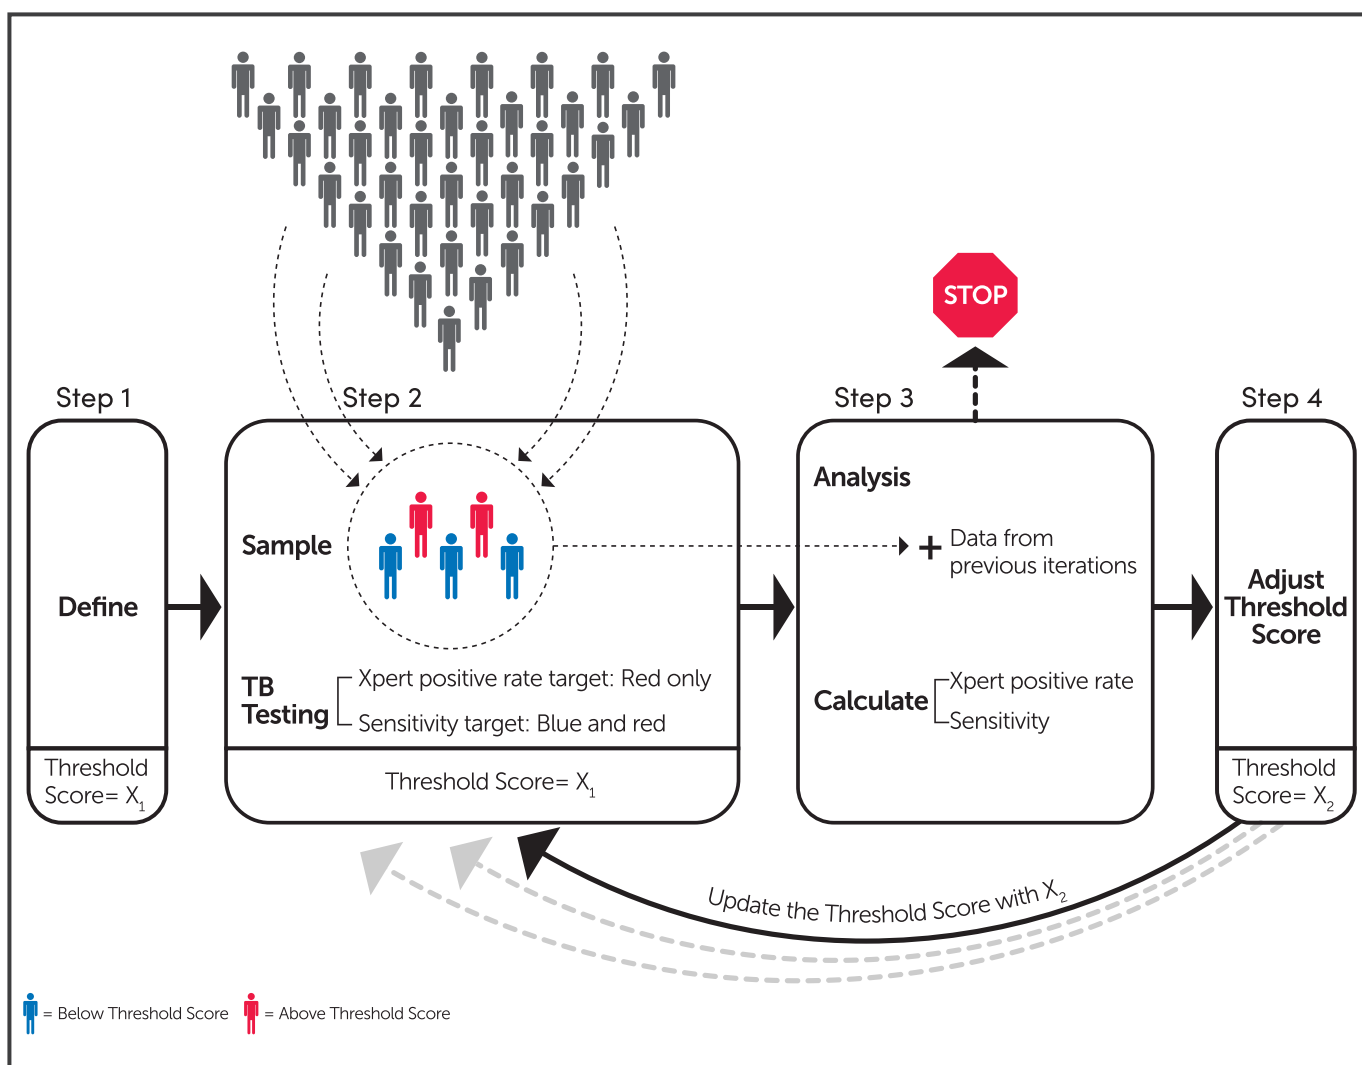 STOP
Step 1
Step 2
Step 3
Step 4
Define
Threshold
Score= X₁
Sample
TB
Testing
Xpert positive rate target: Red only
Sensitivity target: Blue and red
Threshold Score= X₁
Analysis
+ Data from
previous iterations
Calculate
Xpert positive rate
Sensitivity
Adjust
Threshold
Score
Threshold
Score= X₂
Update the Threshold Score with X₂
= Below Threshold Score
= Above Threshold Score